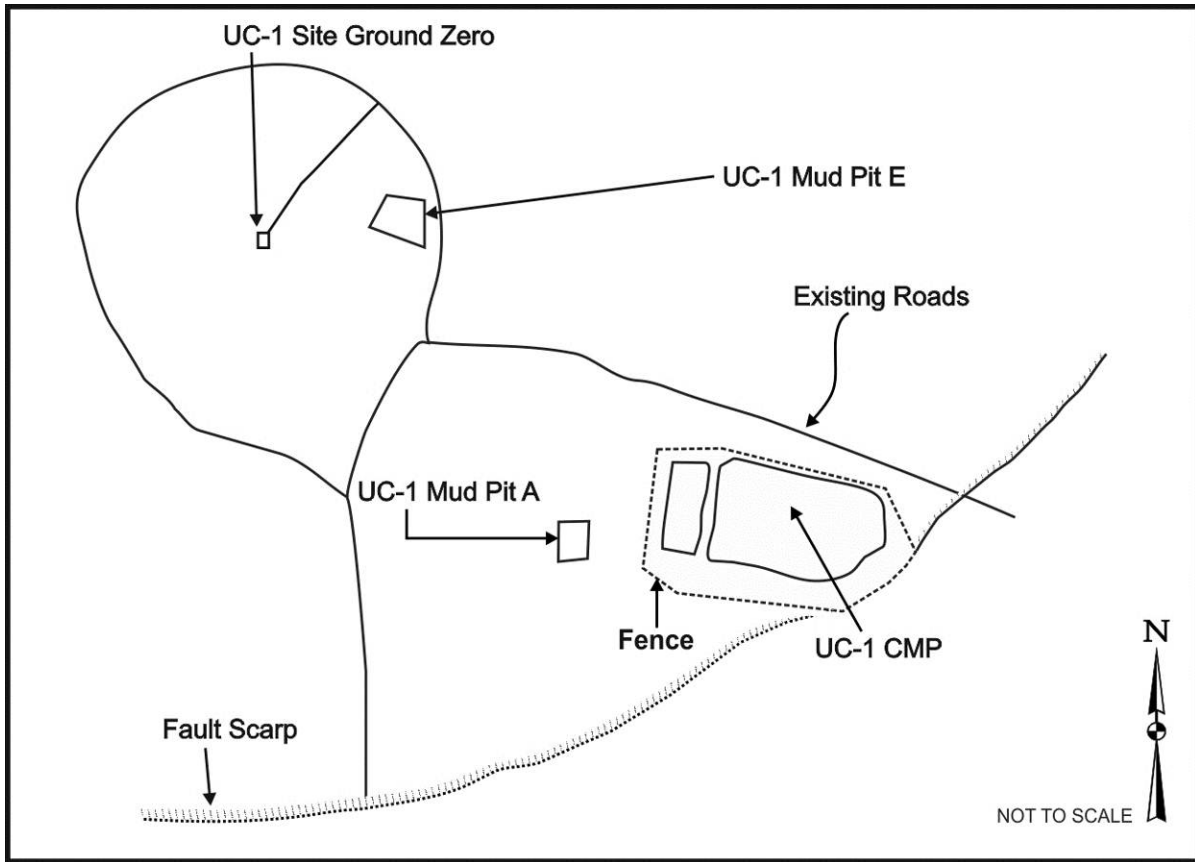 UC-1 Site Ground Zero
UC-1 Mud Pit E
Existing Roads
UC-1 Mud Pit A
Fence
UC-1 CMP
N
Fault Scarp
NOT TO SCALE